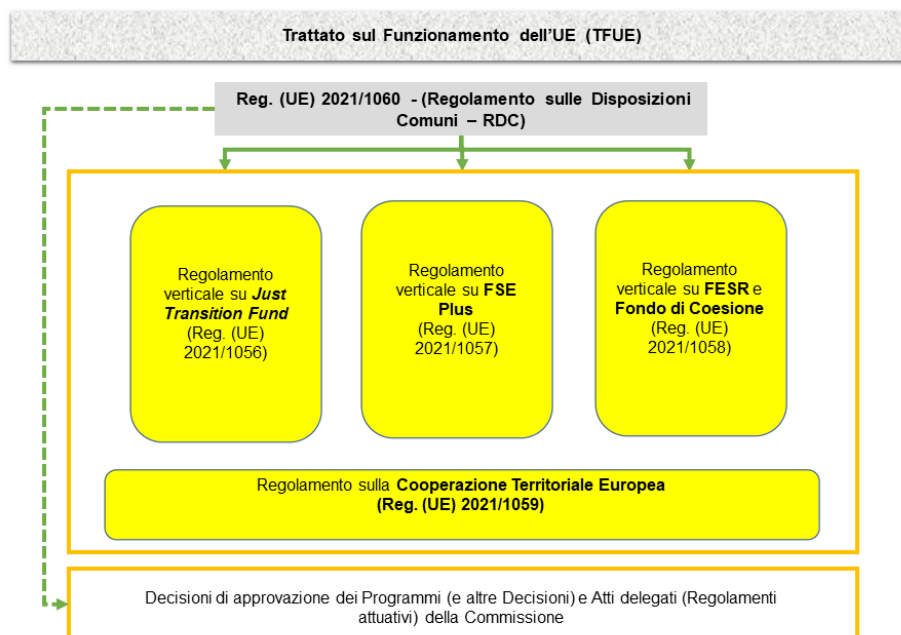 Trattato sul Funzionamento dell'UE (TFUE)
Reg. (UE) 2021/1060 - (Regolamento sulle Disposizioni
Comuni – RDC)
Regolamento
verticale su Just
Transition Fund
(Reg. (UE)
2021/1056)
Regolamento
verticale su FSE
Plus
(Reg. (UE)
2021/1057)
Regolamento
verticale su FESR e
Fondo di Coesione
(Reg. (UE)
2021/1058)
Regolamento sulla Cooperazione Territoriale Europea
(Reg. (UE) 2021/1059)
Decisioni di approvazione dei Programmi (e altre Decisioni) e Atti delegati (Regolamenti
attuativi) della Commissione